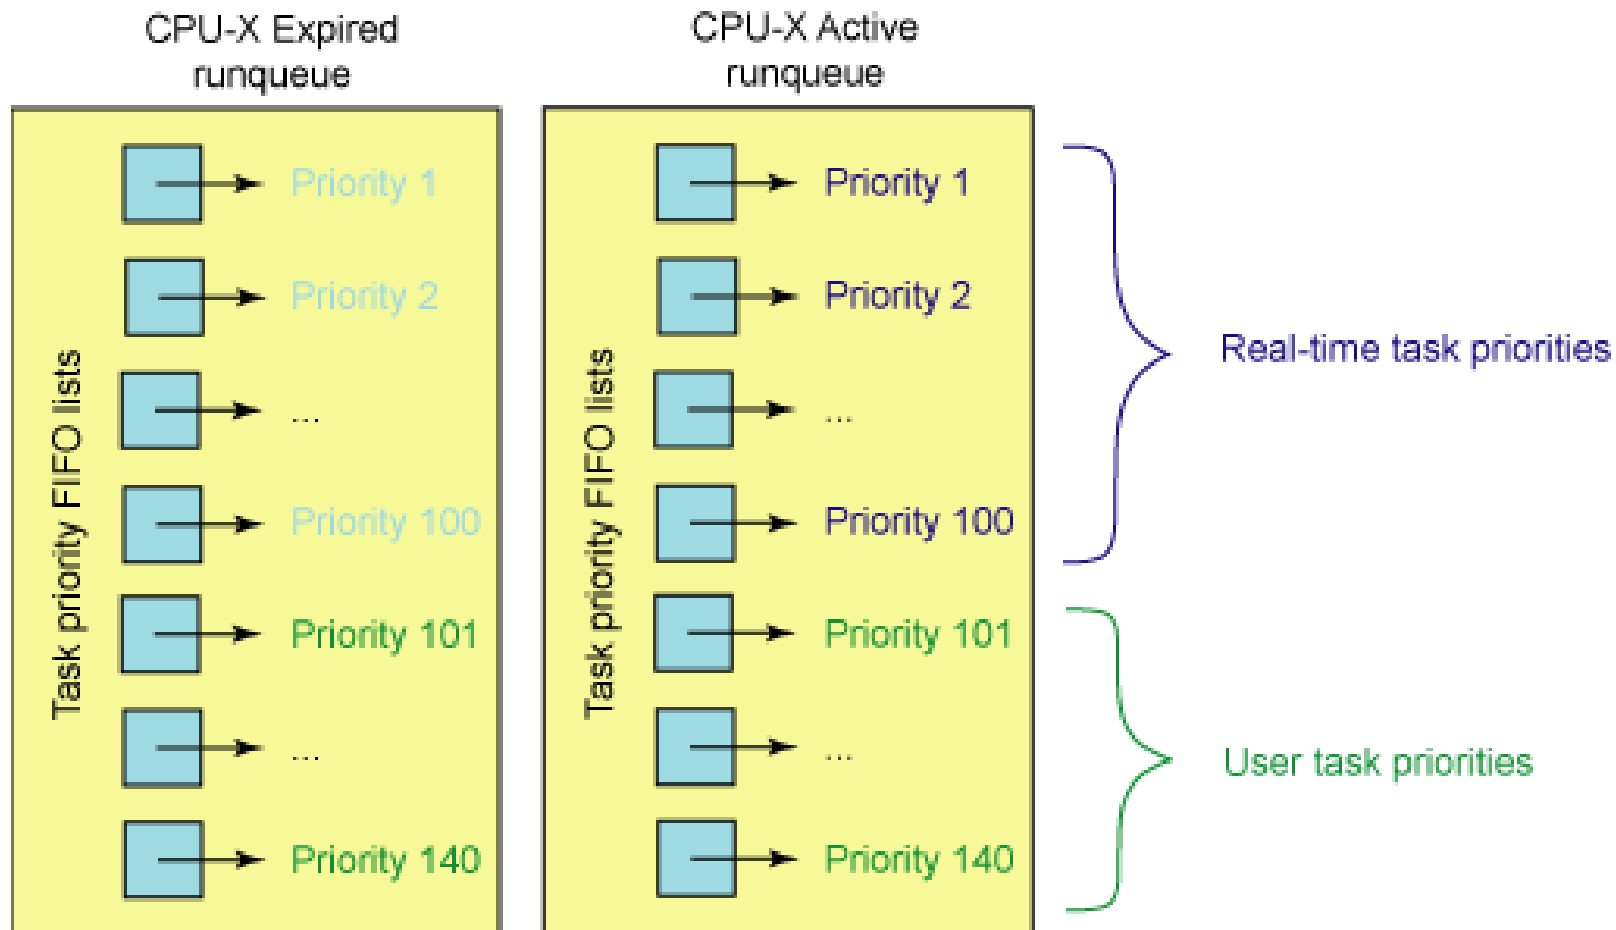 CPU-X Expired
runqueue
Task priority FIFO lists
Priority 1
Priority 2
...
Priority 100
Priority 101
...
Priority 140
CPU-X Active
runqueue
Task priority FIFO lists
Priority 1
Priority 2
...
Priority 100
Priority 101
...
Priority 140
Real-time task priorities
User task priorities